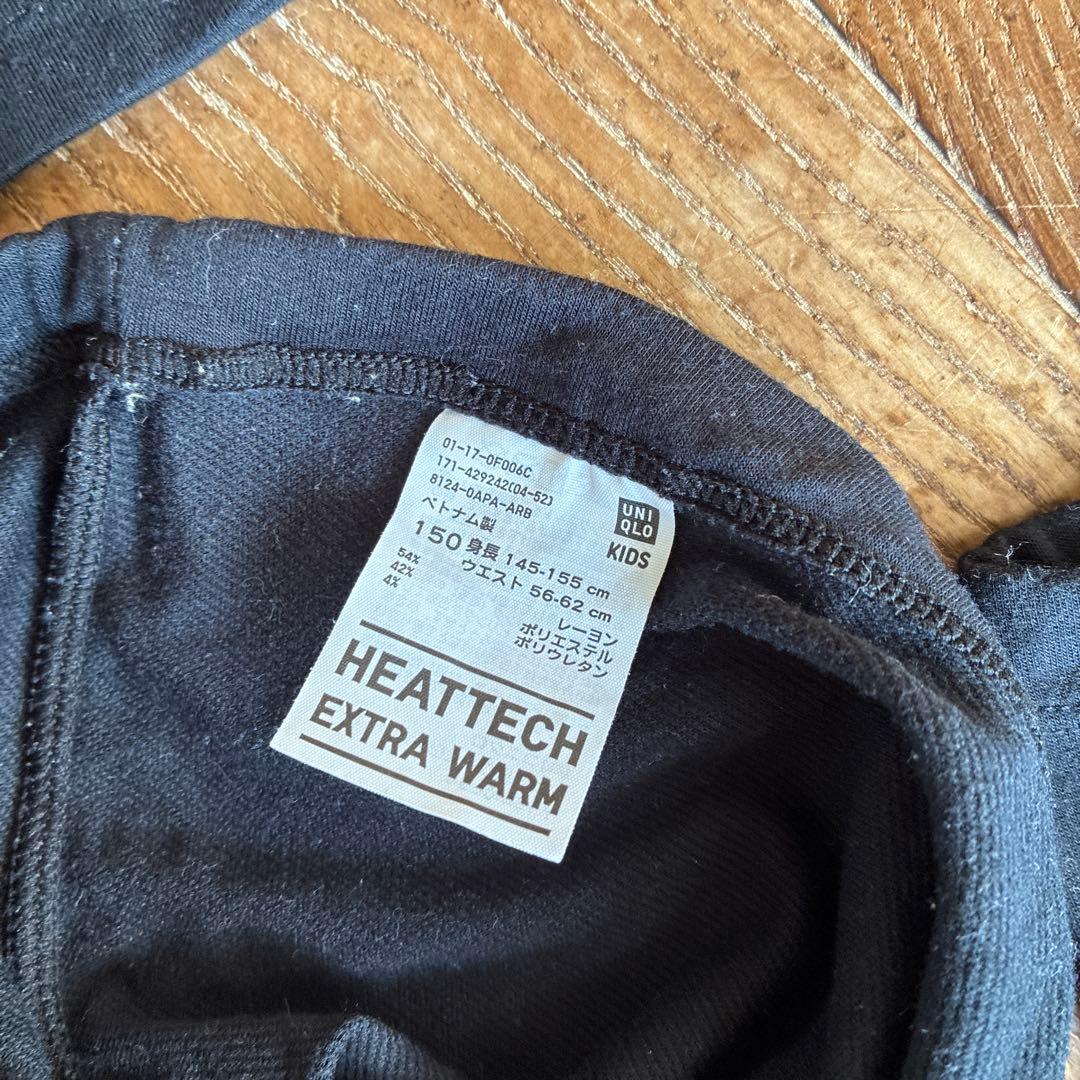 01-17-0F006C
171-429242(04-52)
8124-0APA-ARB
ベトナム製
UNI
QLO
KIDS
150 身長 145-155 cm
ウエスト 56-62 cm
54% レーヨン
42% ポリエステル
4% ポリウレタン
HEATTECH
EXTRA WARM